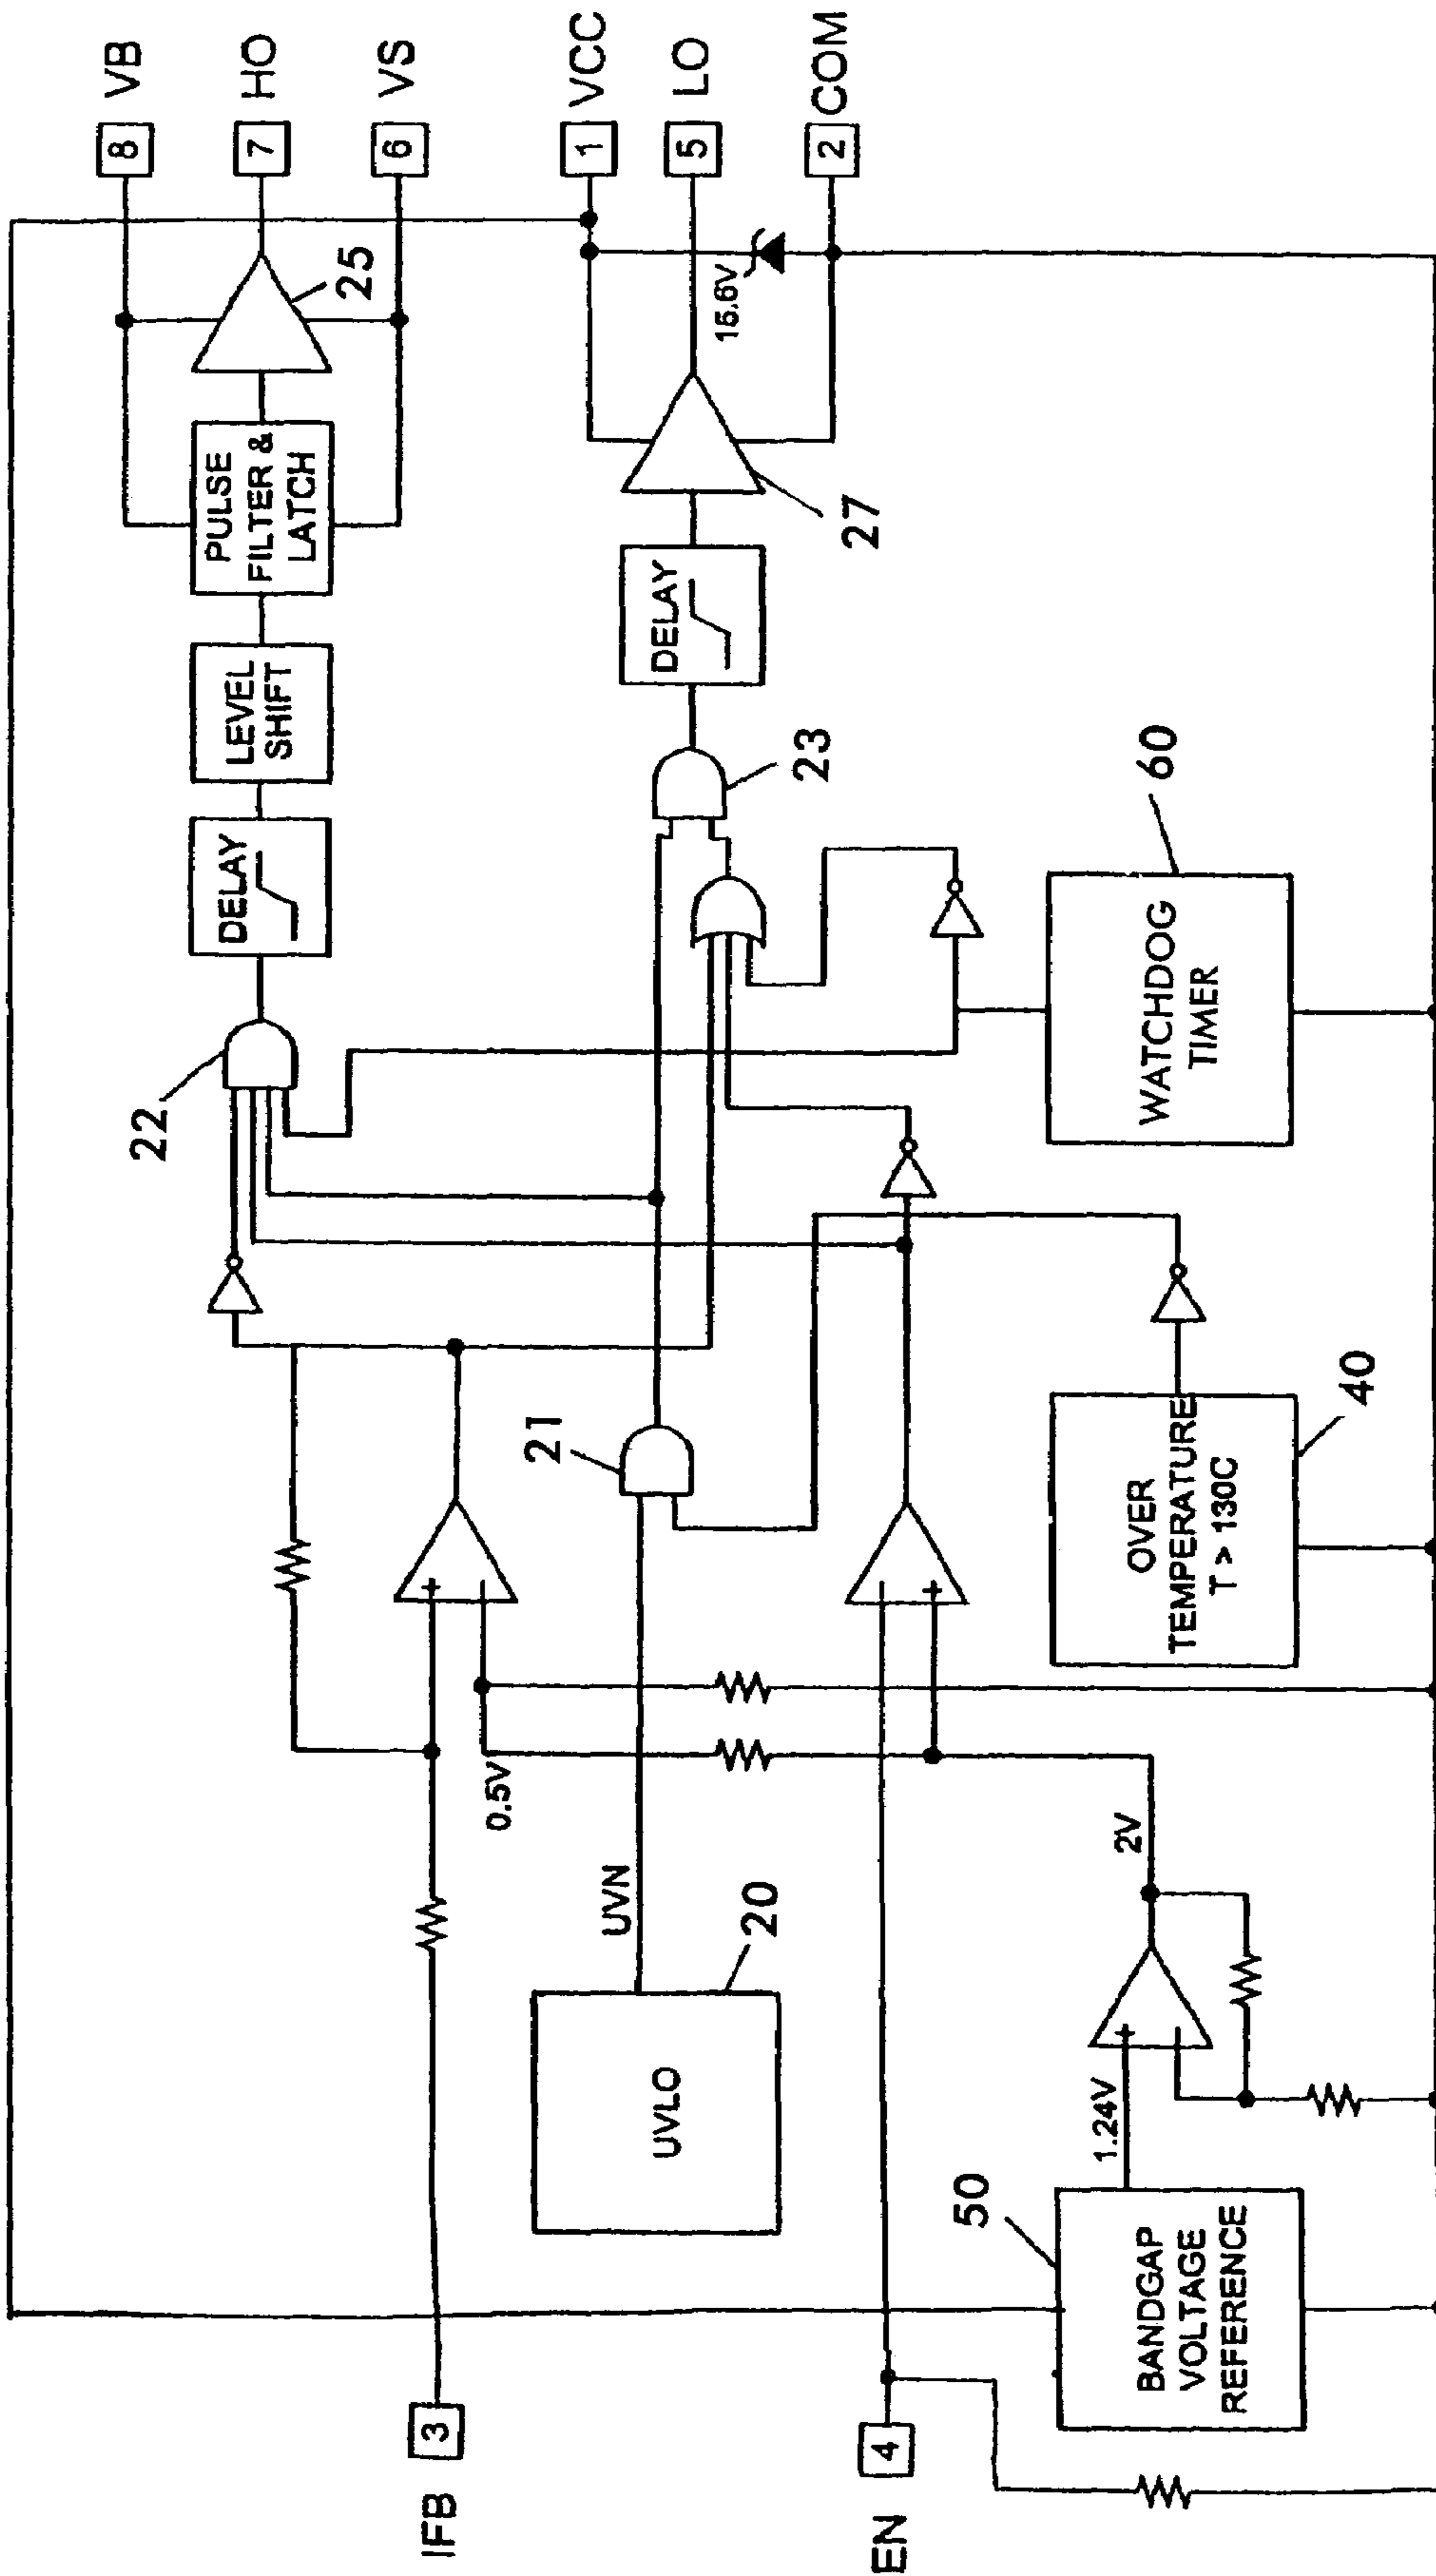 8 VB
7 HO
6 VS
1 VCC
5 LO
2 COM
25
PULSE
FILTER &
LATCH
LEVEL
SHIFT
DELAY
22
15.6V
27
DELAY
23
60
WATCHDOG
TIMER
21
OVER
TEMPERATURE
T > 130C
40
+
−
−
+
0.5V
UVN
20
UVLO
2V
+
−
1.24V
50
BANDGAP
VOLTAGE
REFERENCE
IFB 3
EN 4